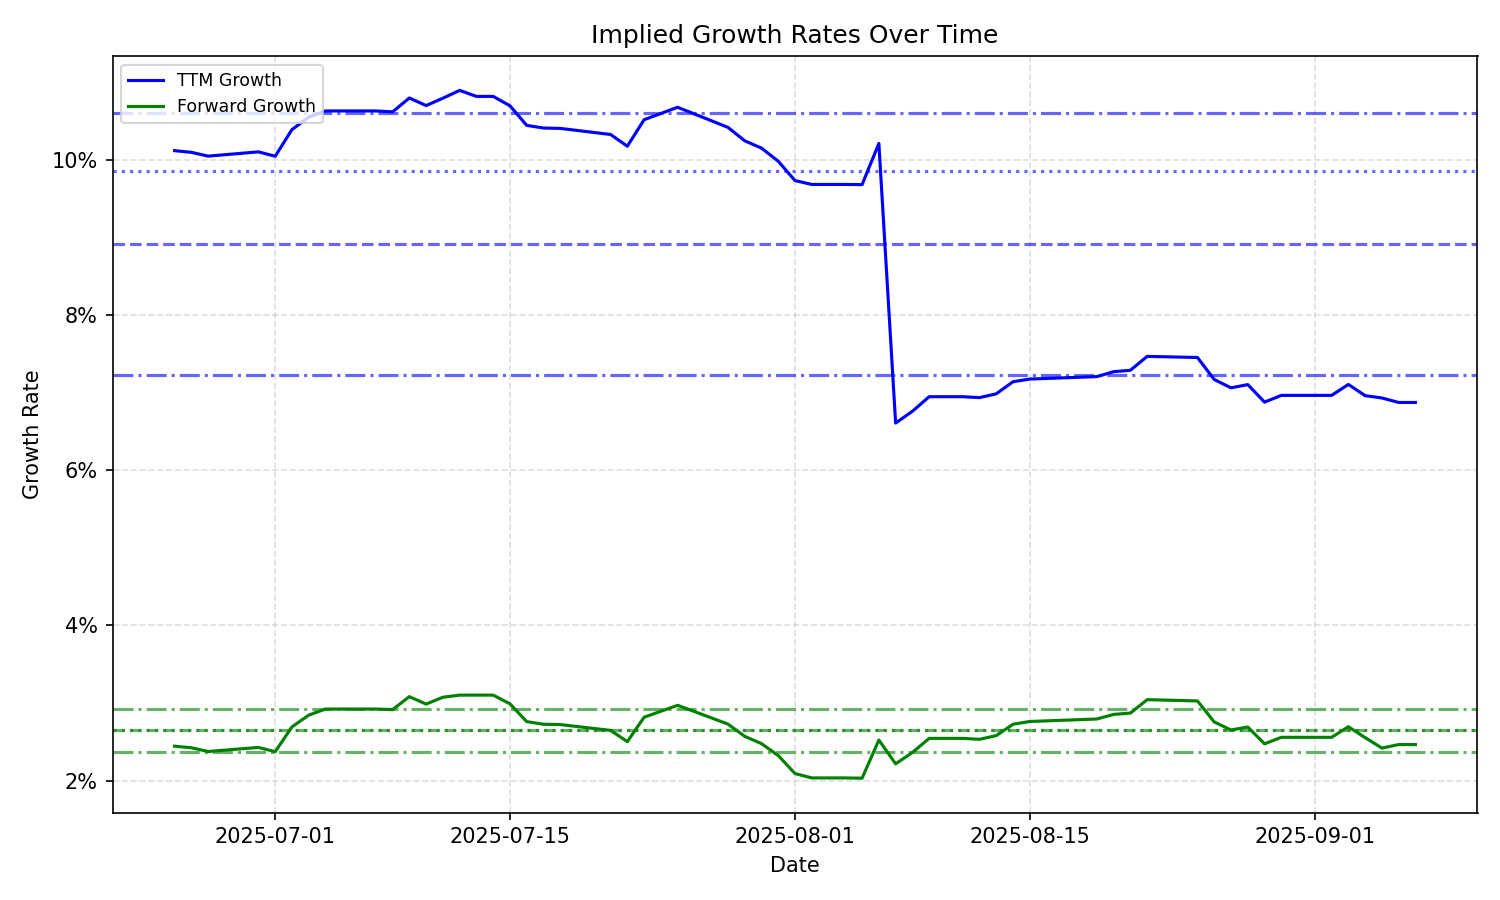 Implied Growth Rates Over Time
TTM Growth
Forward Growth
10%
8%
6%
4%
2%
Growth Rate
2025-07-01
2025-07-15
2025-08-01
2025-08-15
2025-09-01
Date